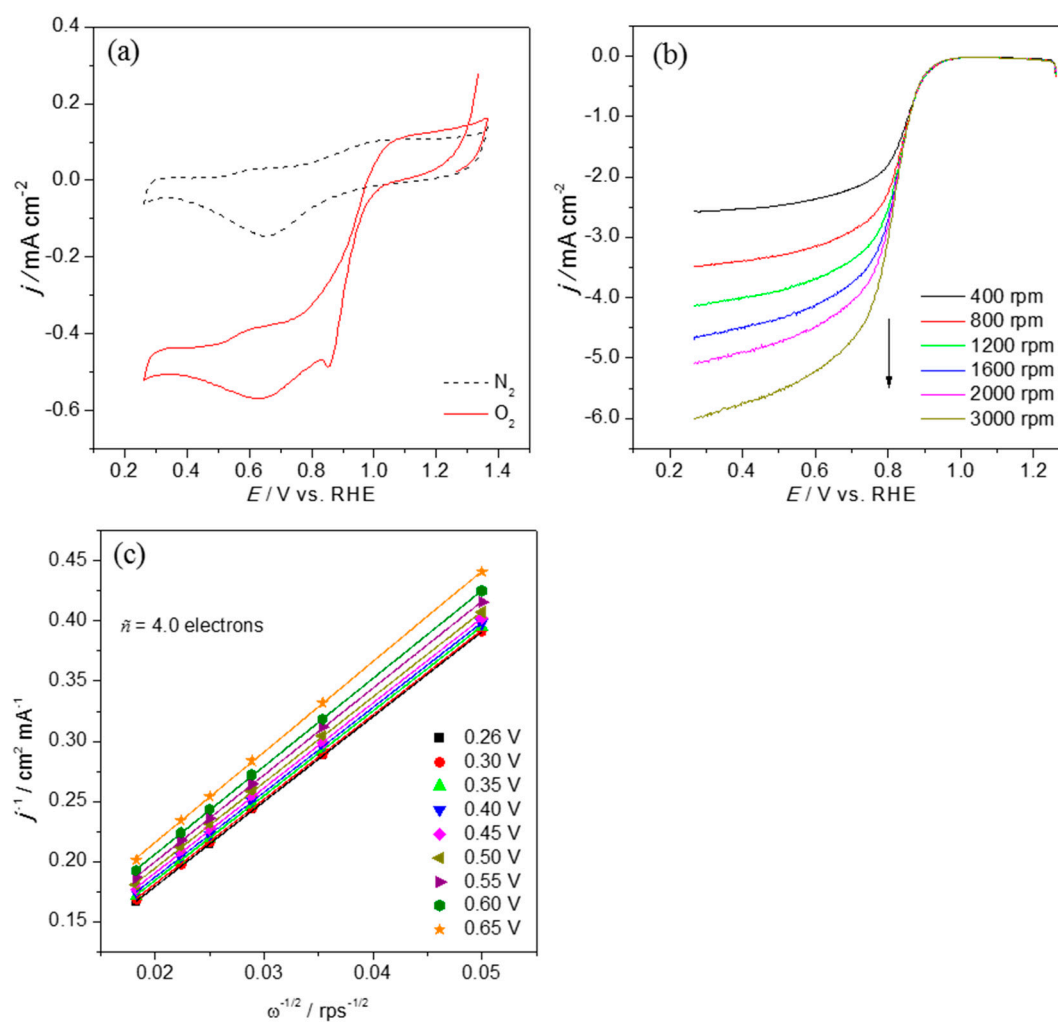 (a)
0.4
0.2
0.0
-0.2
-0.4
-0.6
j / mA cm⁻²
N₂
O₂
0.2 0.4 0.6 0.8 1.0 1.2 1.4
E / V vs. RHE
(b)
0.0
-1.0
-2.0
-3.0
-4.0
-5.0
-6.0
j / mA cm⁻²
400 rpm
800 rpm
1200 rpm
1600 rpm
2000 rpm
3000 rpm
0.2 0.4 0.6 0.8 1.0 1.2
E / V vs. RHE
(c)
0.45
0.40
0.35
0.30
0.25
0.20
0.15
j⁻¹ / cm² mA⁻¹
ñ = 4.0 electrons
0.26 V
0.30 V
0.35 V
0.40 V
0.45 V
0.50 V
0.55 V
0.60 V
0.65 V
0.02 0.03 0.04 0.05
ω⁻¹ᐟ² / rps⁻¹ᐟ²